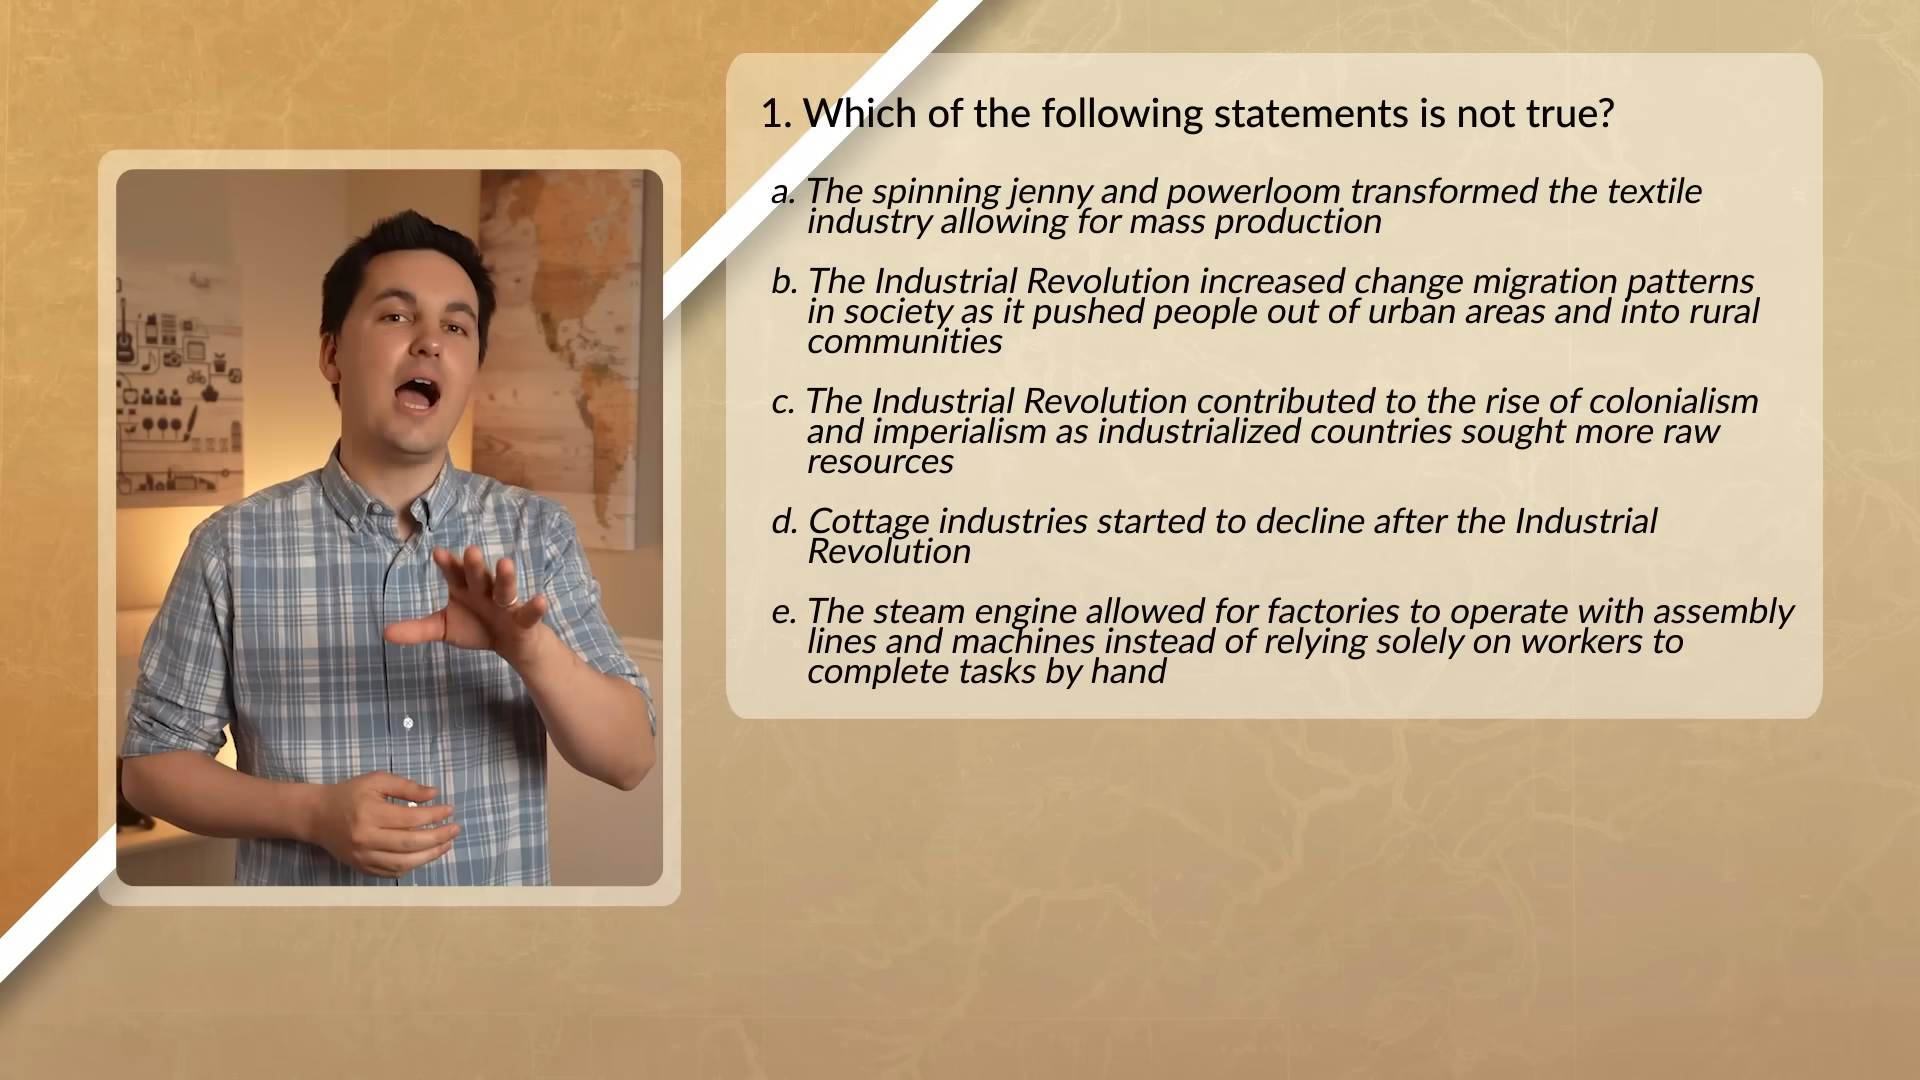 1. Which of the following statements is not true?
a. The spinning jenny and powerloom transformed the textile
industry allowing for mass production
b. The Industrial Revolution increased change migration patterns
in society as it pushed people out of urban areas and into rural
communities
c. The Industrial Revolution contributed to the rise of colonialism
and imperialism as industrialized countries sought more raw
resources
d. Cottage industries started to decline after the Industrial
Revolution
e. The steam engine allowed for factories to operate with assembly
lines and machines instead of relying solely on workers to
complete tasks by hand